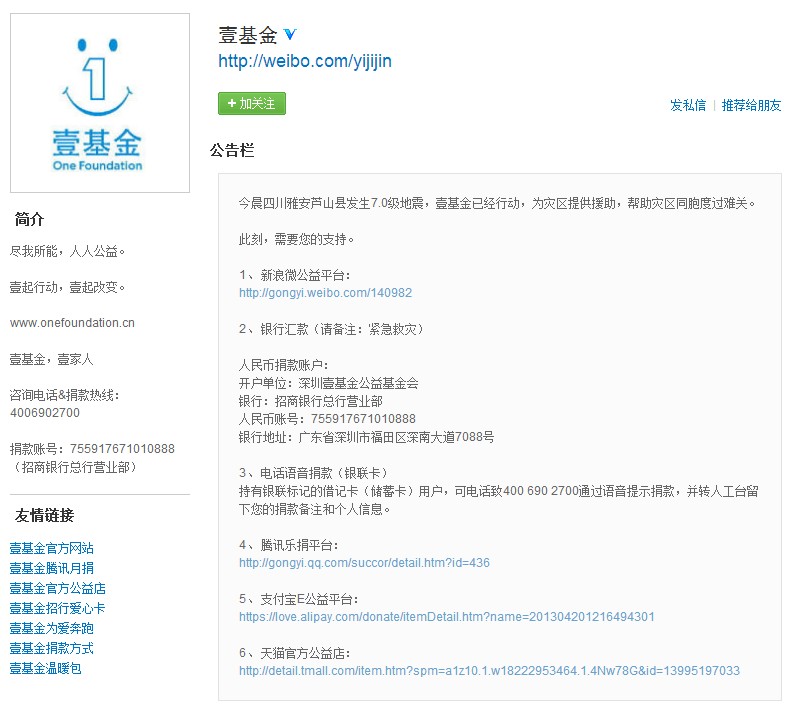 壹基金
http://weibo.com/yijijin
+ 加关注
发私信 | 推荐给朋友
1
壹基金
One Foundation
简介
尽我所能，人人公益。
壹起行动，壹起改变。
www.onefoundation.cn
壹基金，壹家人
咨询电话&捐款热线：
4006902700
捐款账号：755917671010888
（招商银行总行营业部）
友情链接
壹基金官方网站
壹基金腾讯月捐
壹基金官方公益店
壹基金招行爱心卡
壹基金为爱奔跑
壹基金捐款方式
壹基金温暖包
公告栏
今晨四川雅安芦山县发生7.0级地震，壹基金已经行动，为灾区提供援助，帮助灾区同胞度过难关。
此刻，需要您的支持。
1、新浪微公益平台：
http://gongyi.weibo.com/140982
2、银行汇款（请备注：紧急救灾）
人民币捐款账户：
开户单位：深圳壹基金公益基金会
银行：招商银行总行营业部
人民币账号：755917671010888
银行地址：广东省深圳市福田区深南大道7088号
3、电话语音捐款（银联卡）
持有银联标记的借记卡（储蓄卡）用户，可电话致400 690 2700通过语音提示捐款，并转人工台留
下您的捐款备注和个人信息。
4、腾讯乐捐平台：
http://gongyi.qq.com/succor/detail.htm?id=436
5、支付宝E公益平台：
https://love.alipay.com/donate/itemDetail.htm?name=201304201216494301
6、天猫官方公益店：
http://detail.tmall.com/item.htm?spm=a1z10.1.w18222953464.1.4Nw78G&id=13995197033